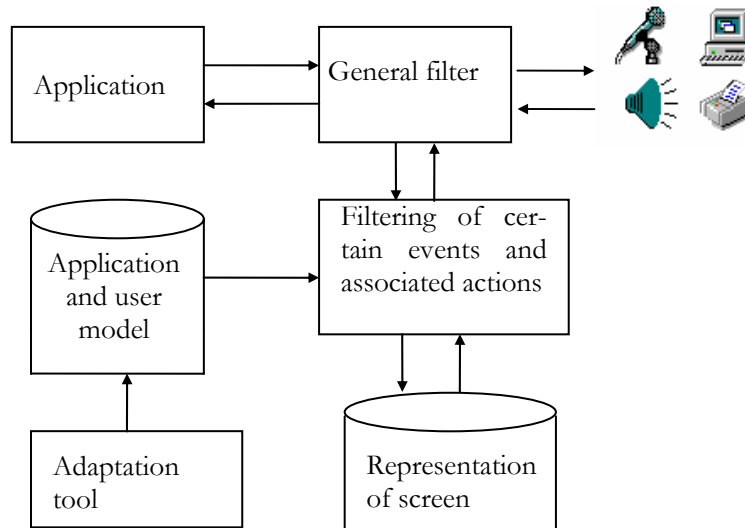 Application
General filter
Filtering of cer-
tain events and
associated actions
Application
and user
model
Adaptation
tool
Representation
of screen